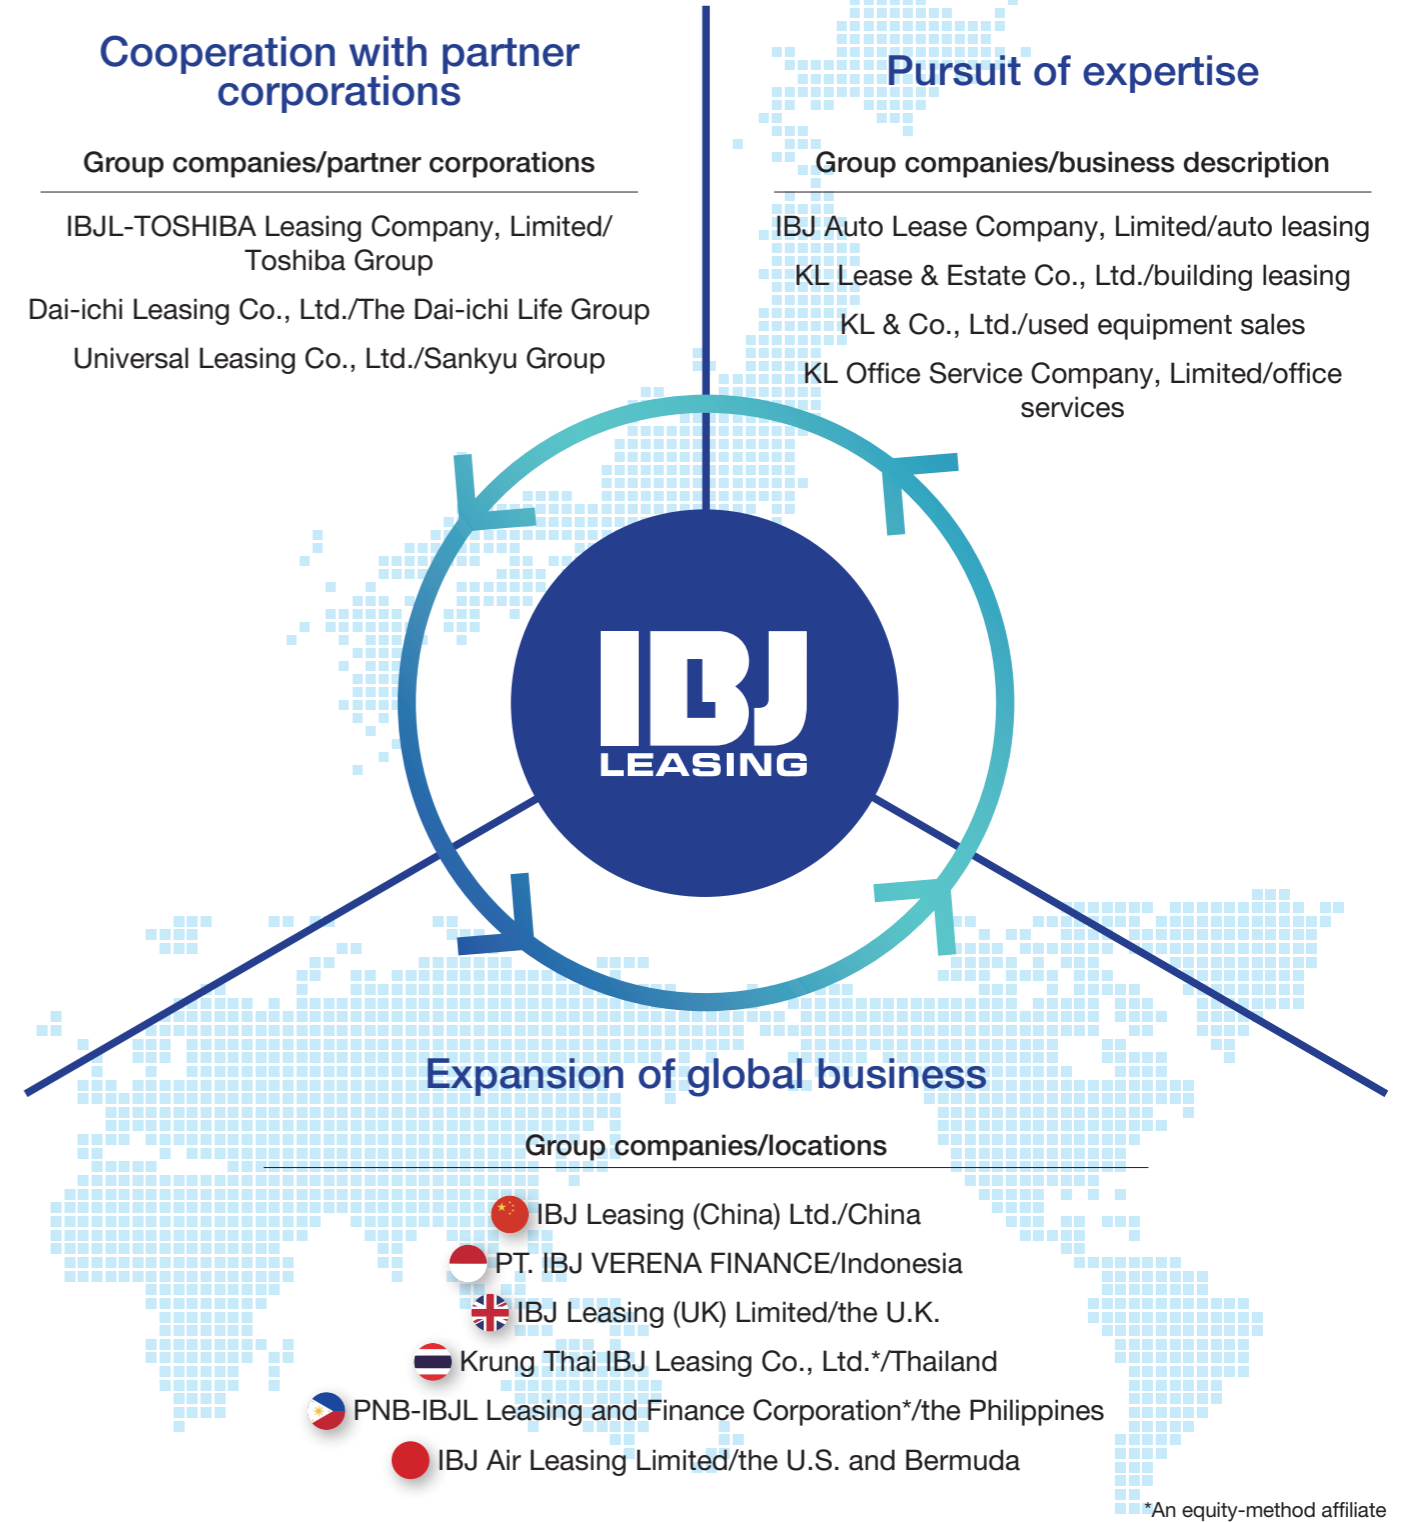 Cooperation with partner
corporations
Group companies/partner corporations
IBJL-TOSHIBA Leasing Company, Limited/
Toshiba Group
Dai-ichi Leasing Co., Ltd./The Dai-ichi Life Group
Universal Leasing Co., Ltd./Sankyu Group
Pursuit of expertise
Group companies/business description
IBJ Auto Lease Company, Limited/auto leasing
KL Lease & Estate Co., Ltd./building leasing
KL & Co., Ltd./used equipment sales
KL Office Service Company, Limited/office
services
IBJ
LEASING
Expansion of global business
Group companies/locations
IBJ Leasing (China) Ltd./China
PT. IBJ VERENA FINANCE/Indonesia
IBJ Leasing (UK) Limited/the U.K.
Krung Thai IBJ Leasing Co., Ltd.*/Thailand
PNB-IBJL Leasing and Finance Corporation*/the Philippines
IBJ Air Leasing Limited/the U.S. and Bermuda
*An equity-method affiliate